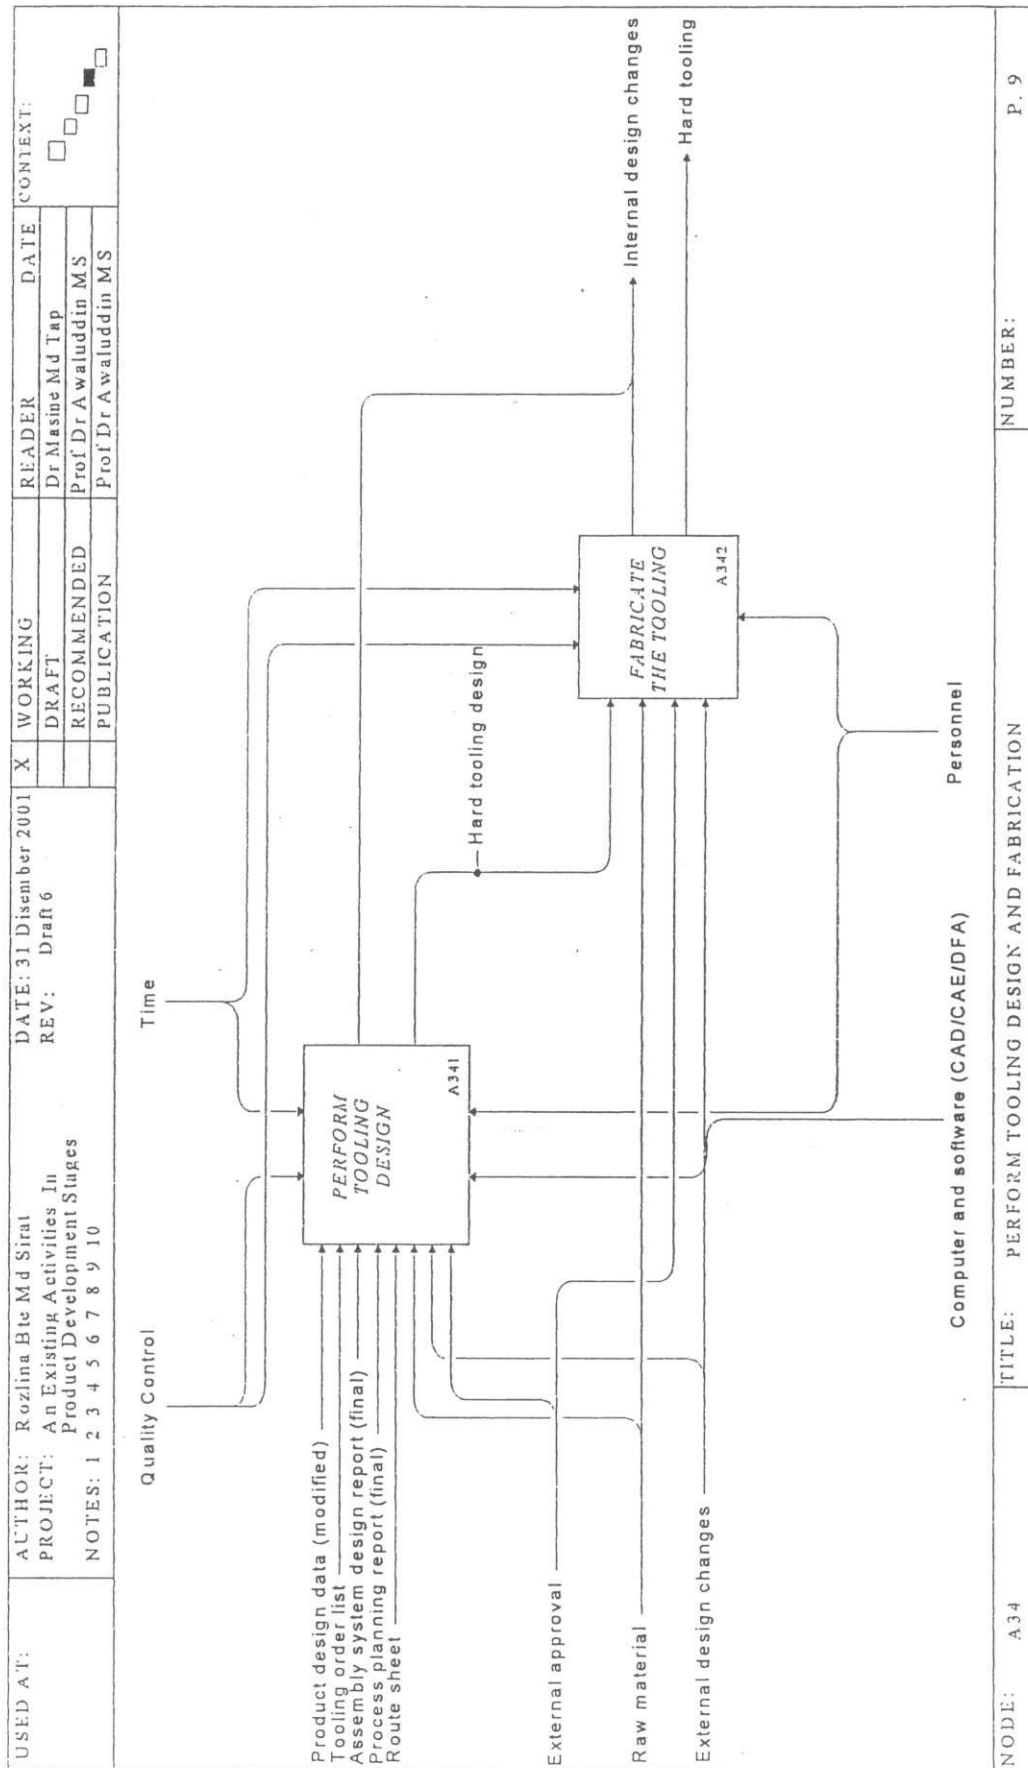 USED AT:
AUTHOR: Rozlina Bte Md Sirat
PROJECT: An Existing Activities In
Product Development Stages
NOTES: 1 2 3 4 5 6 7 8 9 10
DATE: 31 Disember 2001
REV: Draft 6
X WORKING
DRAFT
RECOMMENDED
PUBLICATION
READER DATE
Dr Masine Md Tap
Prof Dr Awaluddin MS
Prof Dr Awaluddin MS
CONTEXT:
Quality Control
Time
Product design data (modified)
Tooling order list
Assembly system design report (final)
Process planning report (final)
Route sheet
External approval
Raw material
External design changes
PERFORM
TOOLING
DESIGN
A341
Hard tooling design
FABRICATE
THE TOOLING
A342
Internal design changes
Hard tooling
Computer and software (CAD/CAE/DFA)
Personnel
NODE: A34
TITLE: PERFORM TOOLING DESIGN AND FABRICATION
NUMBER: P. 9